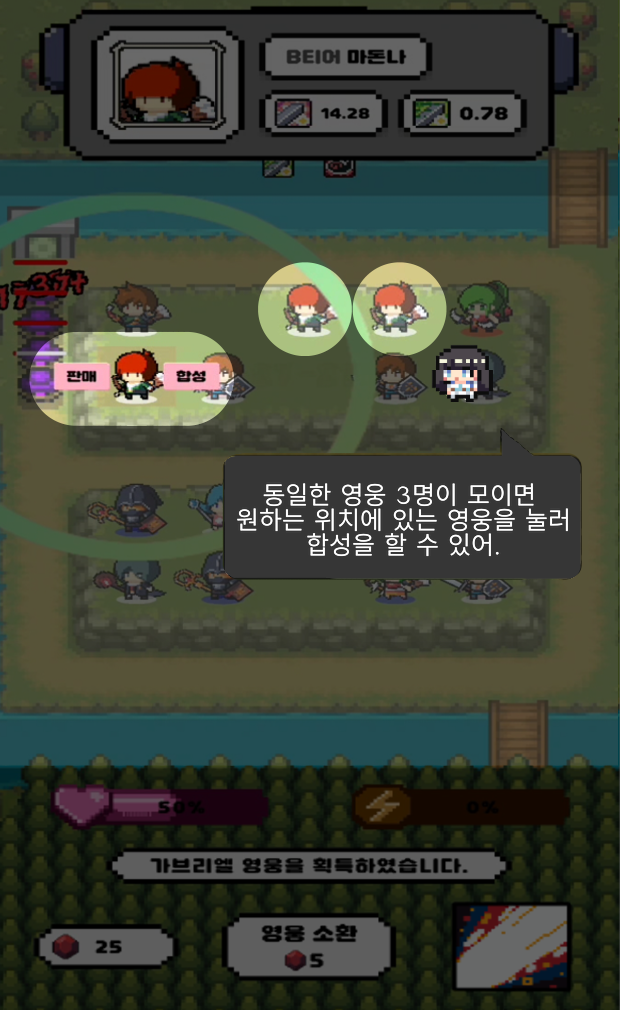 BEIOF 마돈나
14.28
0.78
판매
합성
동일한 영웅 3명이 모이면
원하는 위치에 있는 영웅을 눌러
합성을 할 수 있어.
50%
0%
가브리엘 영웅을 획득하였습니다.
25
영웅 소환
5